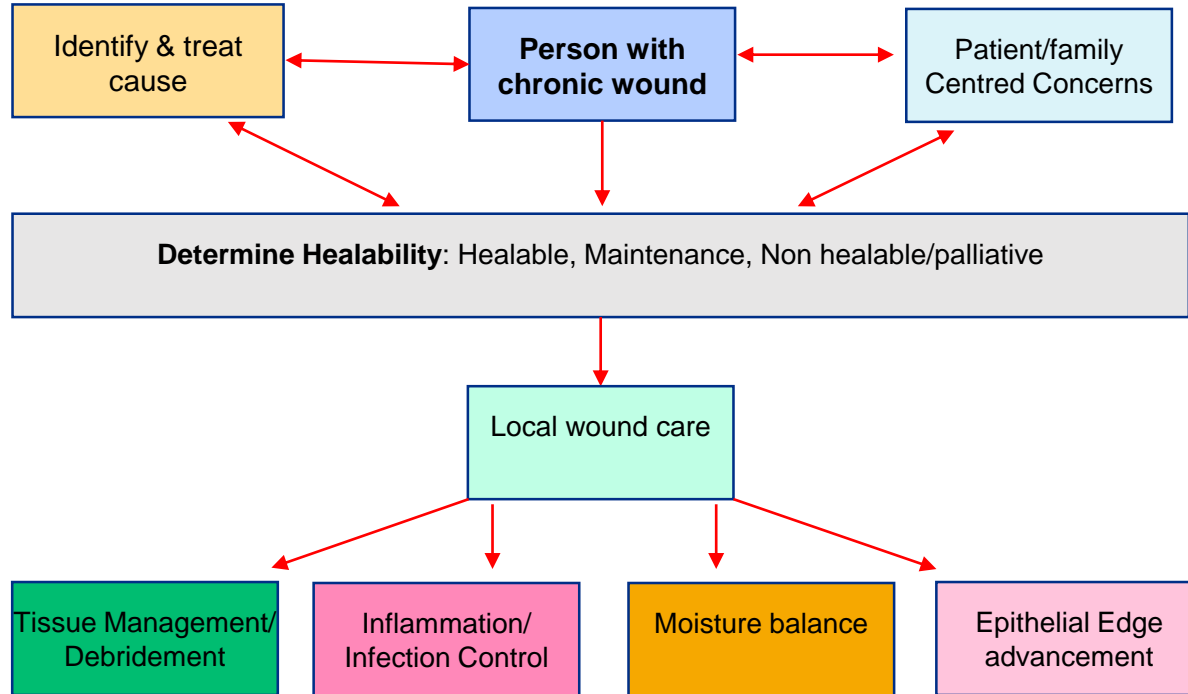 Identify & treat
cause
Person with
chronic wound
Patient/family
Centred Concerns
Determine Healability: Healable, Maintenance, Non healable/palliative
Local wound care
Tissue Management/
Debridement
Inflammation/
Infection Control
Moisture balance
Epithelial Edge
advancement